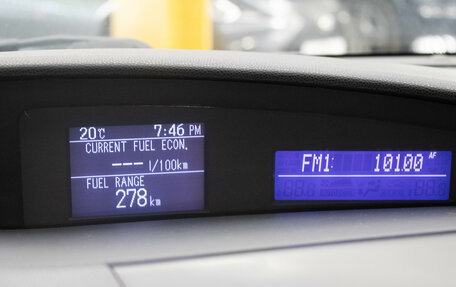 20°C 7:46 PM
CURRENT FUEL ECON.
--- l/100km
FUEL RANGE
278 km
FM1: 10100 AF